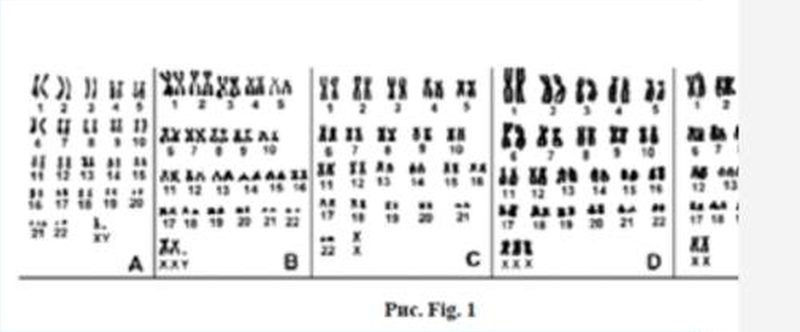 1 2 3 4 5
6 7 8 9 10
11 12 13 14 15
16 17 18 19 20
21 22 XY
A
1 2 3 4 5
6 7 8 9 10
11 12 13 14 15 16
17 18 19 20 21 22
XXY
B
1 2 3 4 5
6 7 8 9 10
11 12 13 14 15 16
17 18 19 20 21
22 X
C
1 2 3 4 5
6 7 8 9 10
11 12 13 14 15 16
17 18 19 20 21 22
XXX
D
1 2
6 7
12 13
17 18
XX
Рис. Fig. 1